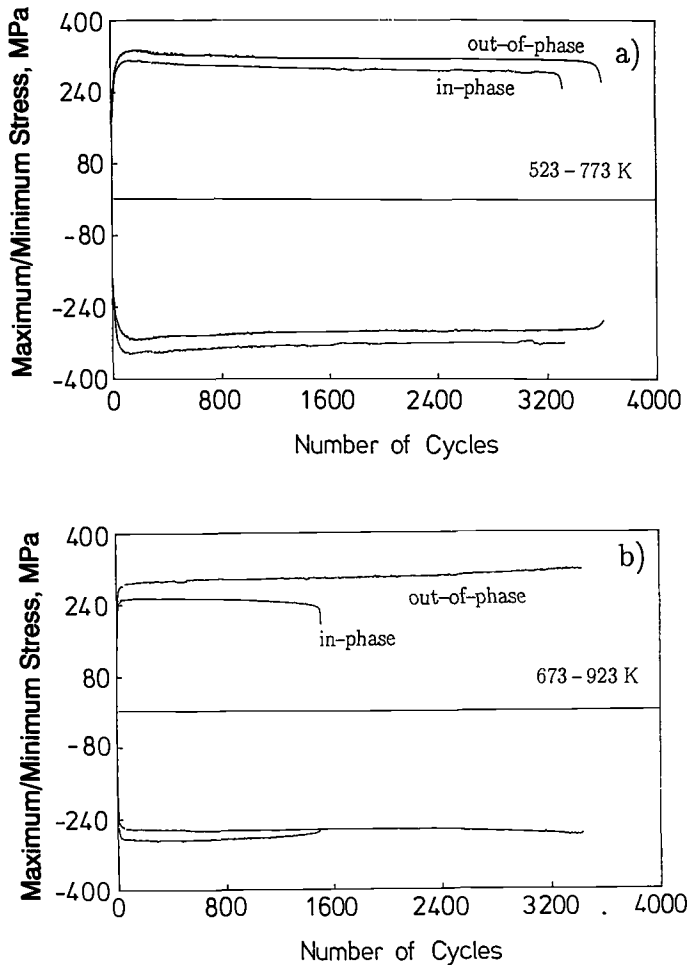 400
240
80
-80
-240
-400
Maximum/Minimum Stress, MPa
out-of-phase
a)
in-phase
523 – 773 K
0
800
1600
2400
3200
4000
Number of Cycles
400
240
80
-80
-240
-400
Maximum/Minimum Stress, MPa
b)
out-of-phase
in-phase
673 – 923 K
0
800
1600
2400
3200
4000
Number of Cycles